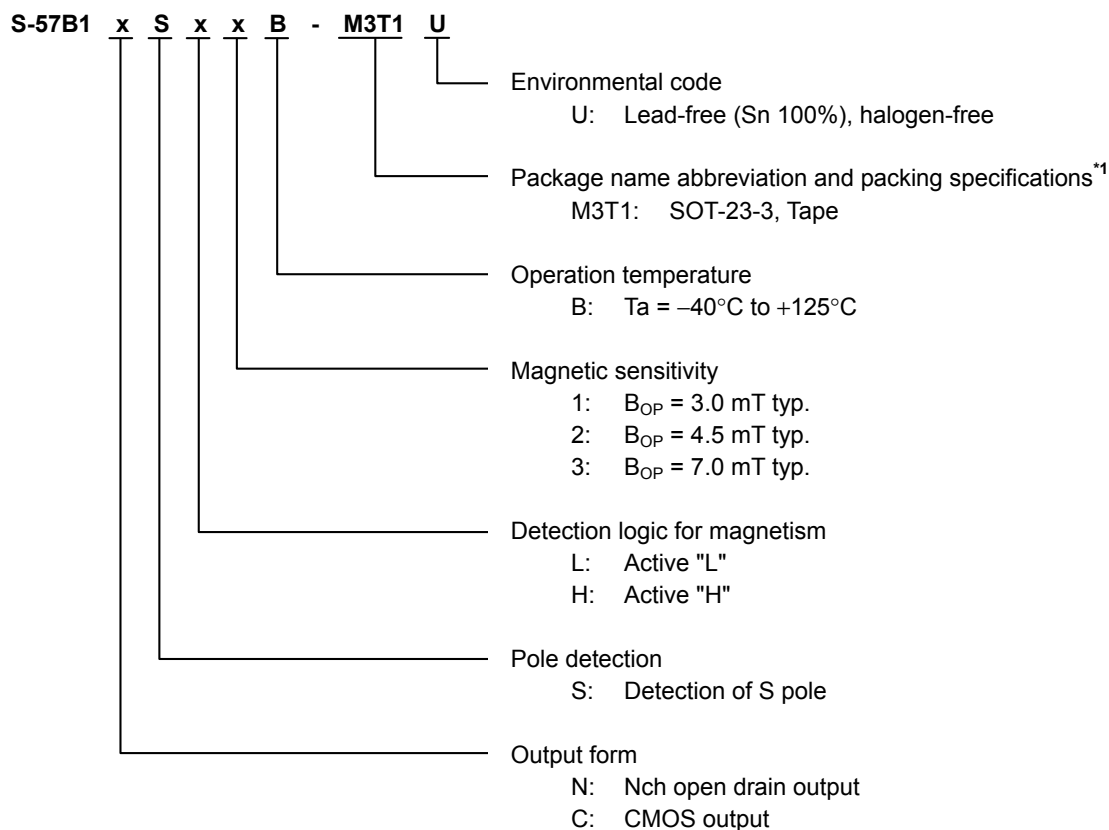 S-57B1 x S x x B - M3T1 U
Environmental code
U: Lead-free (Sn 100%), halogen-free
Package name abbreviation and packing specifications*1
M3T1: SOT-23-3, Tape
Operation temperature
B: Ta = −40°C to +125°C
Magnetic sensitivity
1: BOP = 3.0 mT typ.
2: BOP = 4.5 mT typ.
3: BOP = 7.0 mT typ.
Detection logic for magnetism
L: Active "L"
H: Active "H"
Pole detection
S: Detection of S pole
Output form
N: Nch open drain output
C: CMOS output